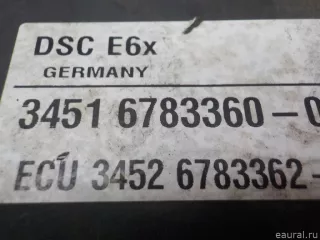 DSC E6x
GERMANY
3451 6783360-0
ECU 3452 6783362-
eaural.ru